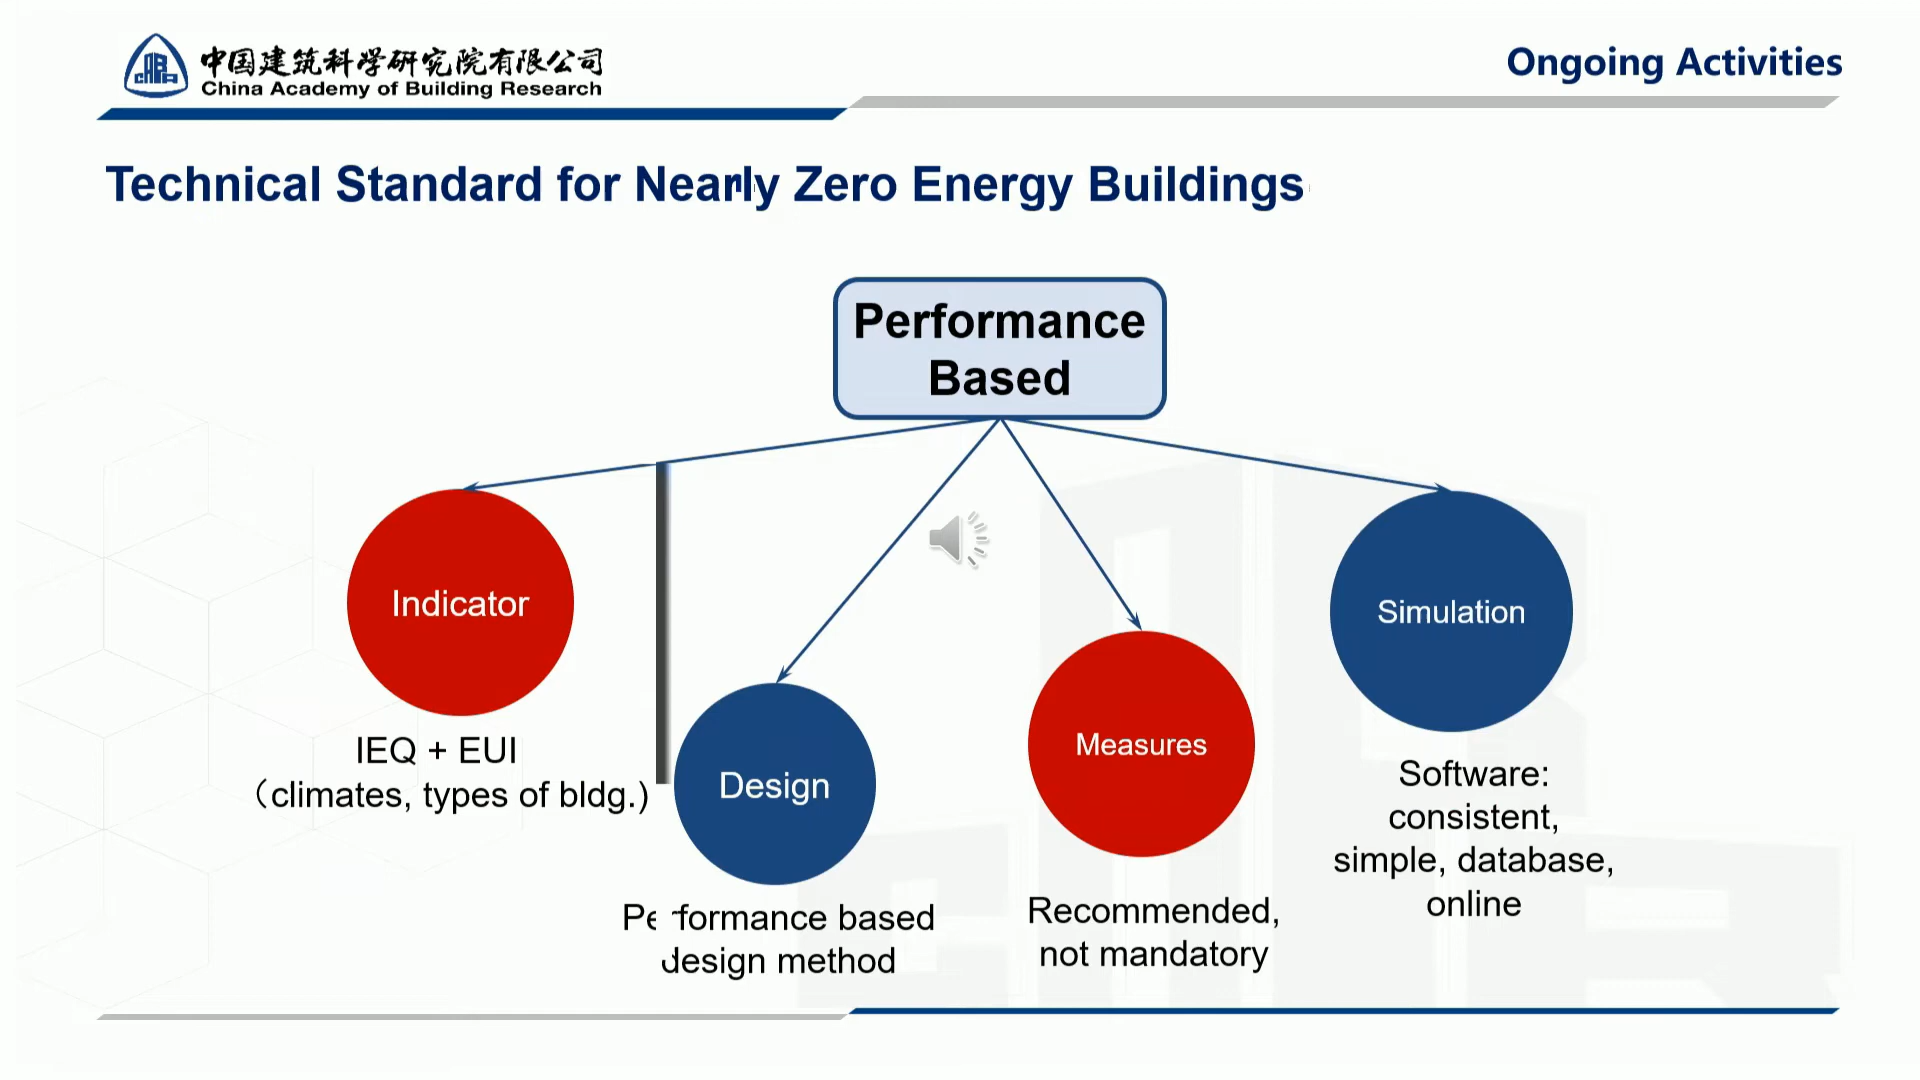 中国建筑科学研究院有限公司
China Academy of Building Research
Ongoing Activities
Technical Standard for Nearly Zero Energy Buildings
Performance
Based
Indicator
IEQ + EUI
（climates, types of bldg.)
Design
Performance based
design method
Measures
Recommended,
not mandatory
Simulation
Software:
consistent,
simple, database,
online